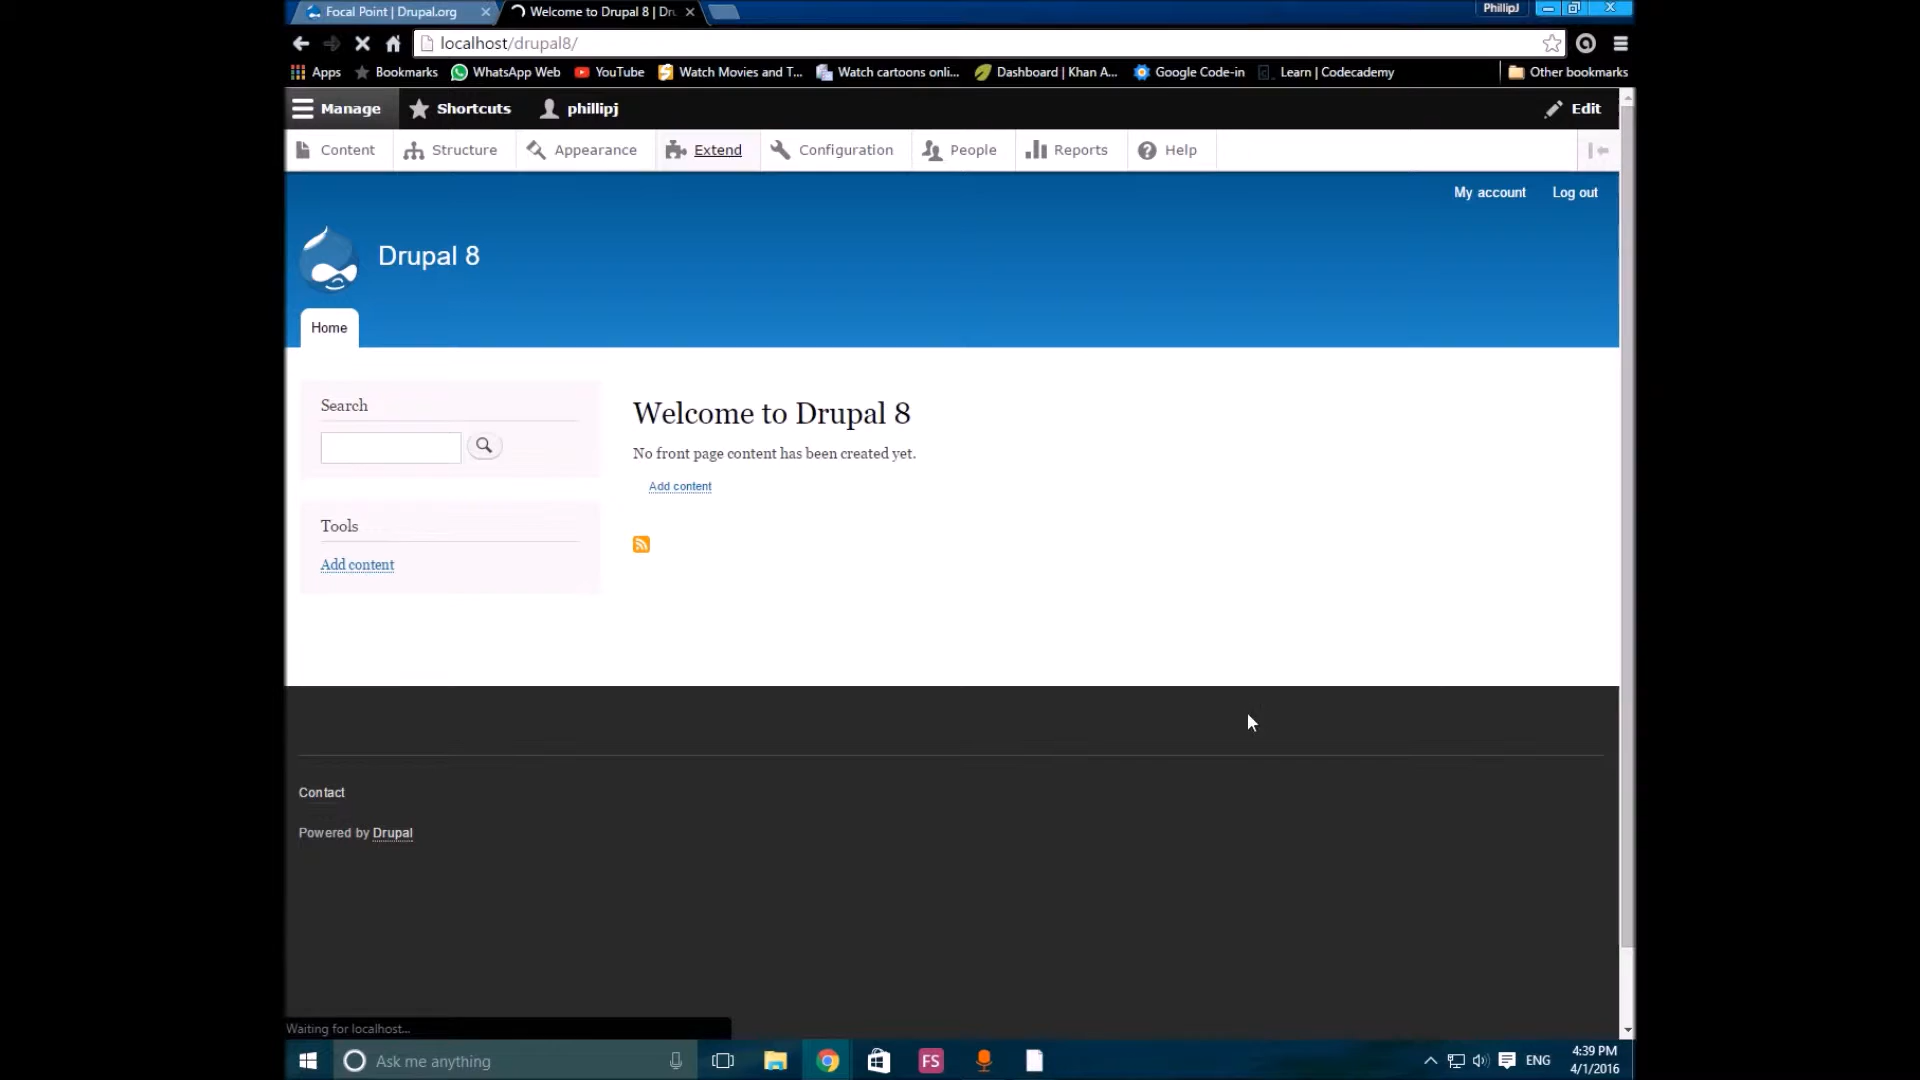 Focal Point | Drupal.org
Welcome to Drupal 8 | Dru
PhillipJ
localhost/drupal8/
Apps
Bookmarks
WhatsApp Web
YouTube
Watch Movies and T...
Watch cartoons onli...
Dashboard | Khan A...
Google Code-in
Learn | Codecademy
Other bookmarks
Manage
Shortcuts
phillipj
Edit
Content
Structure
Appearance
Extend
Configuration
People
Reports
Help
My account
Log out
Drupal 8
Home
Search
Welcome to Drupal 8
No front page content has been created yet.
Add content
Tools
Add content
Contact
Powered by Drupal
Waiting for localhost...
Ask me anything
FS
ENG
4:39 PM
4/1/2016